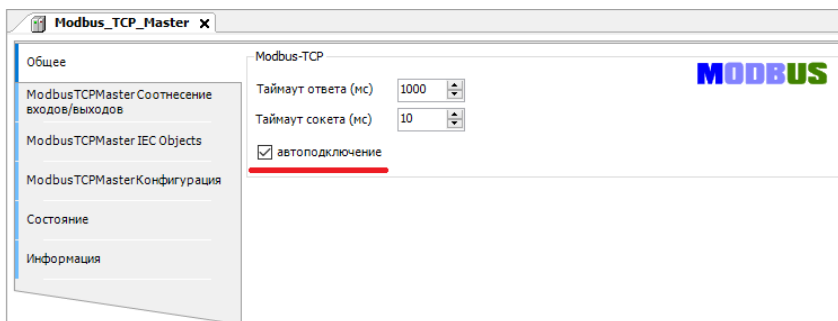 Modbus_TCP_Master X
Общее
ModbusTCPMaster Соотнесение
входов/выходов
ModbusTCPMaster IEC Objects
ModbusTCPMasterКонфигурация
Состояние
Информация
Modbus-TCP
MODBUS
Таймаут ответа (мс) 1000
Таймаут сокета (мс) 10
автоподключение